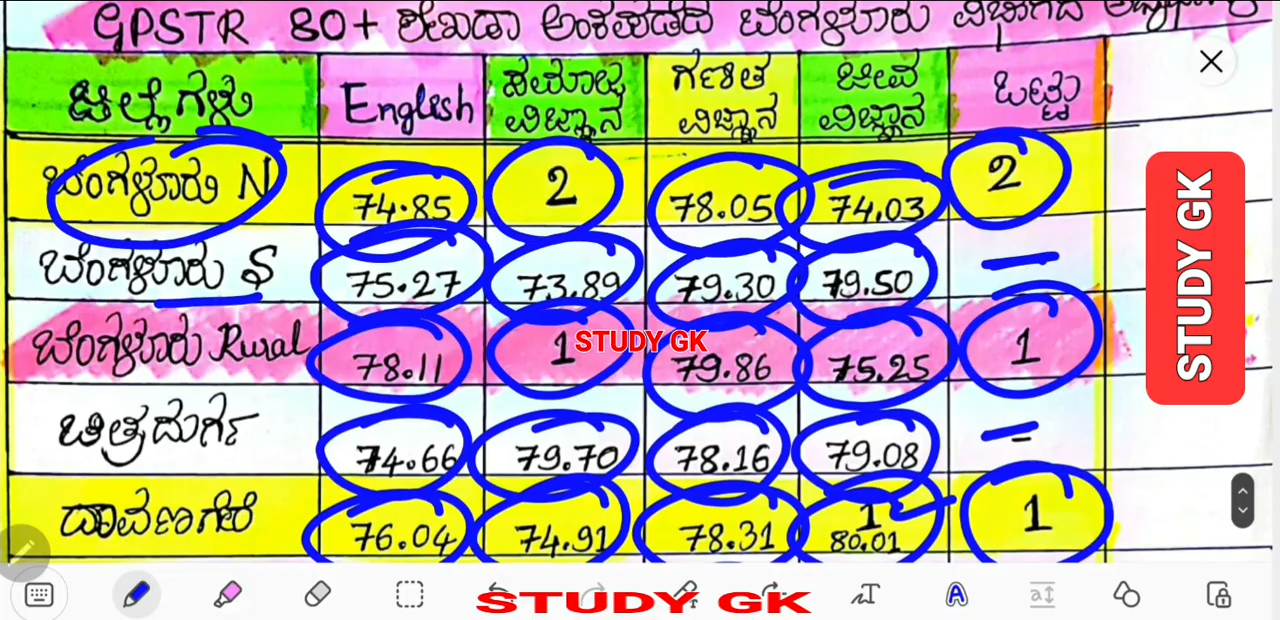 GPSTR 80+ ಶೇಖಡಾ ಅಂಕಪಡೆದ ಬೆಂಗಳೂರು ವಿಭಾಗದ
ಜಿಲ್ಲೆಗಳು English ಸಮಾಜ ವಿಜ್ಞಾನ ಗಣಿತ ವಿಜ್ಞಾನ ಜೀವ ವಿಜ್ಞಾನ ಒಟ್ಟು
ಬೆಂಗಳೂರು N 74.85 2 78.05 74.03 2
ಬೆಂಗಳೂರು S 75.27 73.89 79.30 79.50 –
ಬೆಂಗಳೂರು Rural 78.11 1 79.86 75.25 1
STUDY GK
ಚಿತ್ರದುರ್ಗ 74.66 79.70 78.16 79.08 –
ದಾವಣಗೆರೆ 76.04 74.91 78.31 1 80.01 1
STUDY GK
STUDY GK